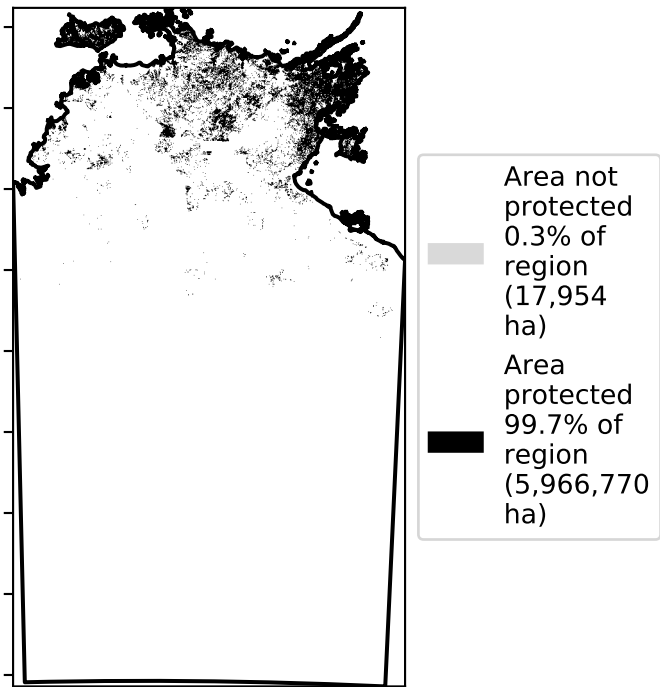 Area not
protected
0.3% of
region
(17,954
ha)
Area
protected
99.7% of
region
(5,966,770
ha)